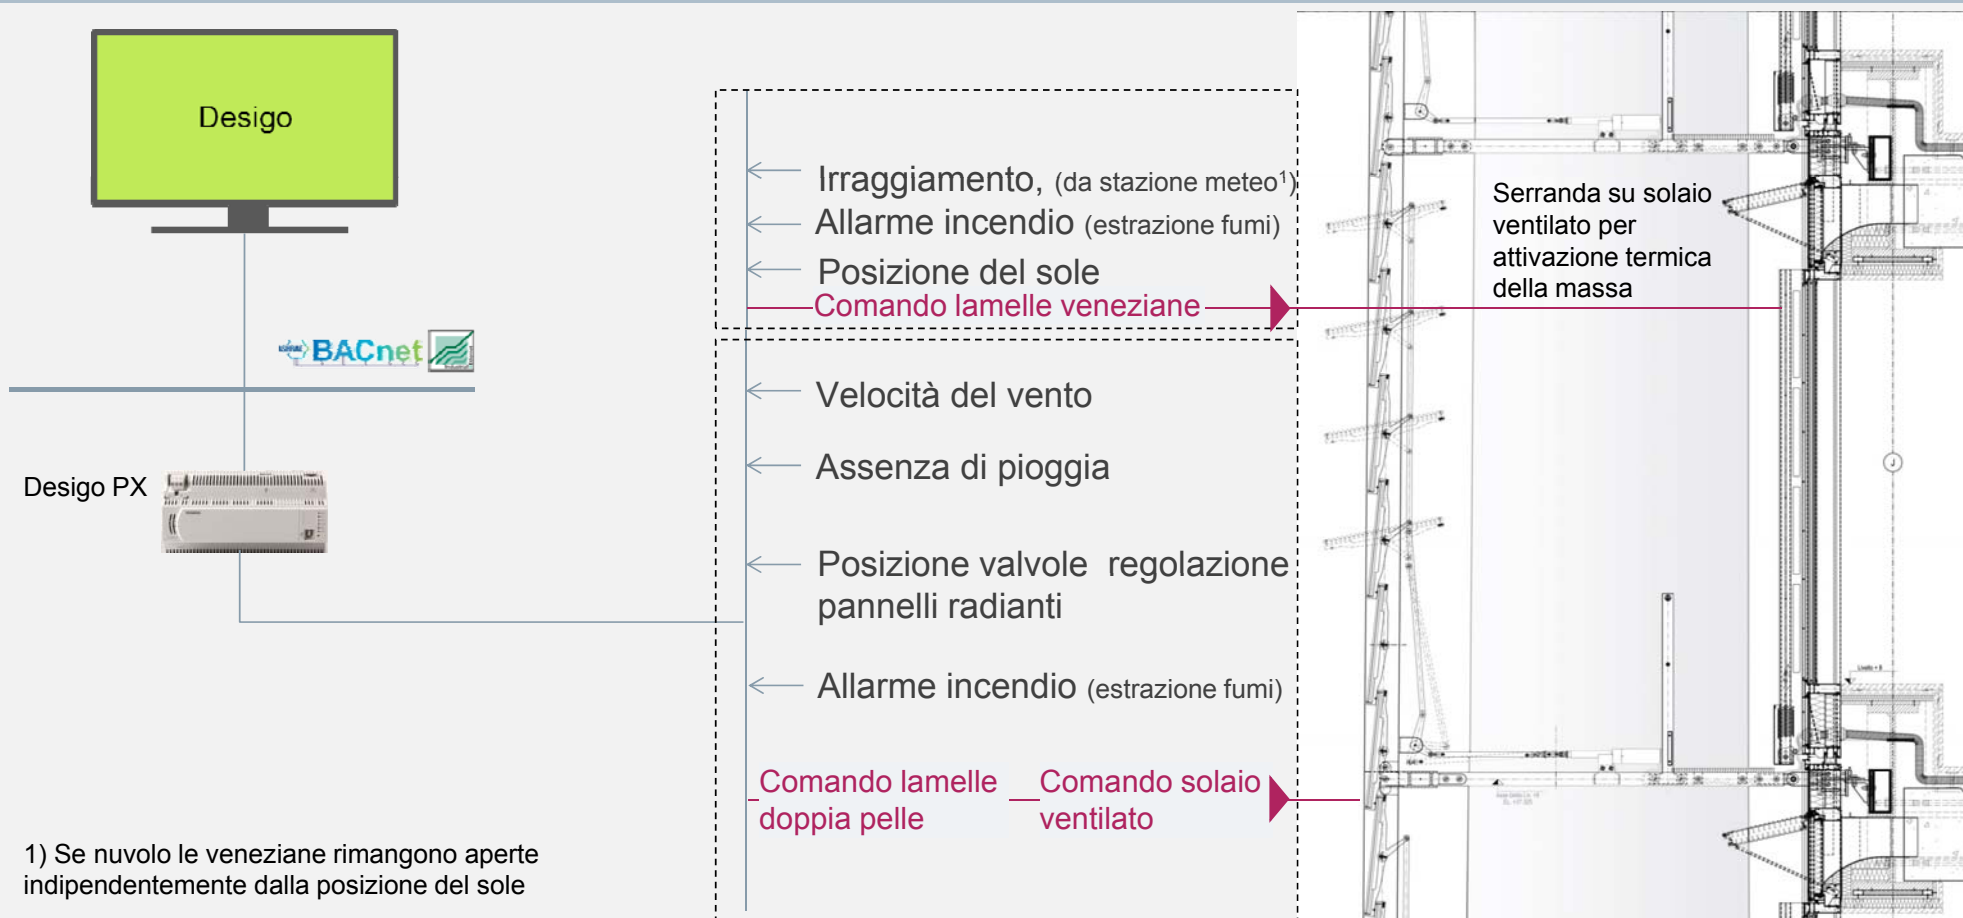 Desigo
BACnet
Desigo PX
Irraggiamento, (da stazione meteo¹)
Allarme incendio (estrazione fumi)
Posizione del sole
Comando lamelle veneziane
Velocità del vento
Assenza di pioggia
Posizione valvole regolazione
pannelli radianti
Allarme incendio (estrazione fumi)
Comando lamelle
doppia pelle
Comando solaio
ventilato
1) Se nuvolo le veneziane rimangono aperte
indipendentemente dalla posizione del sole
Serranda su solaio
ventilato per
attivazione termica
della massa
J